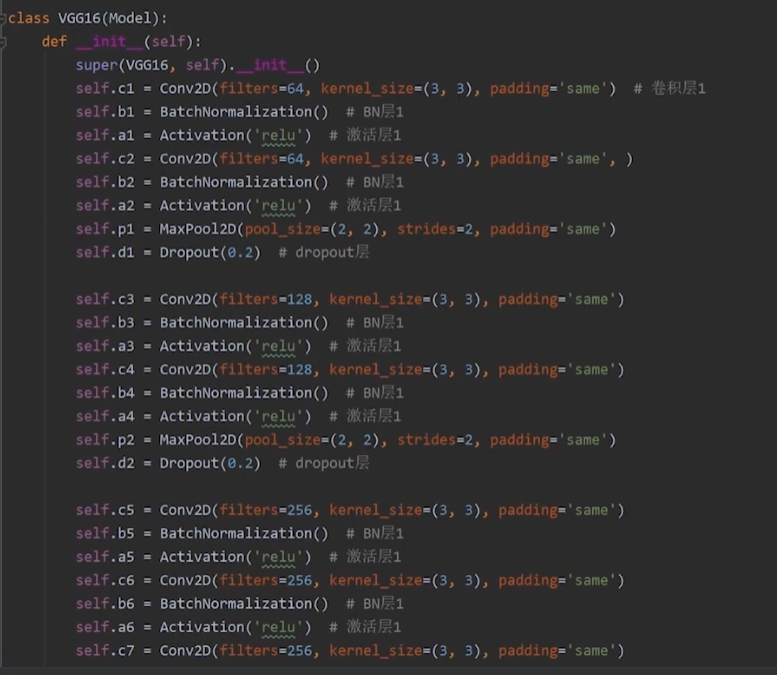 class VGG16(Model):
    def __init__(self):
        super(VGG16, self).__init__()
        self.c1 = Conv2D(filters=64, kernel_size=(3, 3), padding='same')  # 卷积层1
        self.b1 = BatchNormalization()  # BN层1
        self.a1 = Activation('relu')  # 激活层1
        self.c2 = Conv2D(filters=64, kernel_size=(3, 3), padding='same', )
        self.b2 = BatchNormalization()  # BN层1
        self.a2 = Activation('relu')  # 激活层1
        self.p1 = MaxPool2D(pool_size=(2, 2), strides=2, padding='same')
        self.d1 = Dropout(0.2)  # dropout层

        self.c3 = Conv2D(filters=128, kernel_size=(3, 3), padding='same')
        self.b3 = BatchNormalization()  # BN层1
        self.a3 = Activation('relu')  # 激活层1
        self.c4 = Conv2D(filters=128, kernel_size=(3, 3), padding='same')
        self.b4 = BatchNormalization()  # BN层1
        self.a4 = Activation('relu')  # 激活层1
        self.p2 = MaxPool2D(pool_size=(2, 2), strides=2, padding='same')
        self.d2 = Dropout(0.2)  # dropout层

        self.c5 = Conv2D(filters=256, kernel_size=(3, 3), padding='same')
        self.b5 = BatchNormalization()  # BN层1
        self.a5 = Activation('relu')  # 激活层1
        self.c6 = Conv2D(filters=256, kernel_size=(3, 3), padding='same')
        self.b6 = BatchNormalization()  # BN层1
        self.a6 = Activation('relu')  # 激活层1
        self.c7 = Conv2D(filters=256, kernel_size=(3, 3), padding='same')